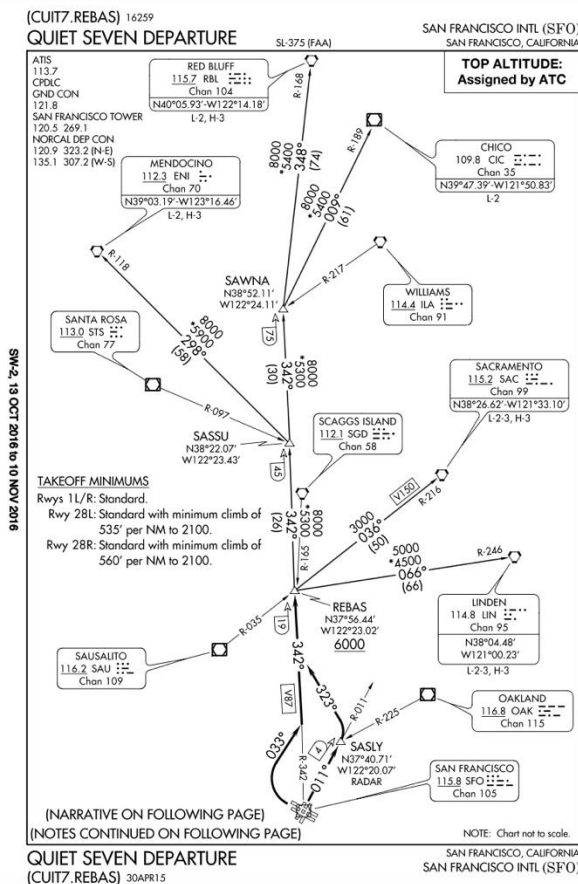 (CUIT7.REBAS) 16259
QUIET SEVEN DEPARTURE
SL-375 (FAA)
SAN FRANCISCO INTL (SFO)
SAN FRANCISCO, CALIFORNIA
ATIS
113.7
CPDLC
GND CON
121.8
SAN FRANCISCO TOWER
120.5 269.1
NORCAL DEP CON
120.9 323.2 (N-E)
135.1 307.2 (W-S)
TOP ALTITUDE:
Assigned by ATC
RED BLUFF
115.7 RBL
Chan 104
N40°05.93'-W122°14.18'
L-2, H-3
R-168
8000
*5400
348°
(74)
R-189
8000
*5400
009°
(61)
CHICO
109.8 CIC
Chan 35
N39°47.39'-W121°50.83'
L-2
MENDOCINO
112.3 ENI
Chan 70
N39°03.19'-W123°16.46'
L-2, H-3
R-118
8000
*5900
298°
(58)
SAWNA
N38°52.11'
W122°24.11'
R-217
WILLIAMS
114.4 ILA
Chan 91
75
SANTA ROSA
113.0 STS
Chan 77
R-097
8000
*5300
342°
(30)
SACRAMENTO
115.2 SAC
Chan 99
N38°26.62'-W121°33.10'
L-2-3, H-3
SASSU
N38°22.07'
W122°23.43'
45
SCAGGS ISLAND
112.1 SGD
Chan 58
TAKEOFF MINIMUMS
Rwys 1L/R: Standard.
Rwy 28L: Standard with minimum climb of
535' per NM to 2100.
Rwy 28R: Standard with minimum climb of
560' per NM to 2100.
8000
*5300
342°
(26)
R-165
V150
R-216
3000
036°
(50)
5000
*4500
066°
(66)
R-246
REBAS
N37°56.44'
W122°23.02'
6000
19
LINDEN
114.8 LIN
Chan 95
N38°04.48'
W121°00.23'
L-2-3, H-3
R-035
SAUSALITO
116.2 SAU
Chan 109
342°
V87
323°
R-011
R-225
OAKLAND
116.8 OAK
Chan 115
033°
R-342
011°
4
SASLY
N37°40.71'
W122°20.07'
RADAR
SAN FRANCISCO
115.8 SFO
Chan 105
(NARRATIVE ON FOLLOWING PAGE)
(NOTES CONTINUED ON FOLLOWING PAGE)
NOTE: Chart not to scale.
QUIET SEVEN DEPARTURE
(CUIT7.REBAS) 30APR15
SAN FRANCISCO, CALIFORNIA
SAN FRANCISCO INTL (SFO)
SW-2, 13 OCT 2016 to 10 NOV 2016